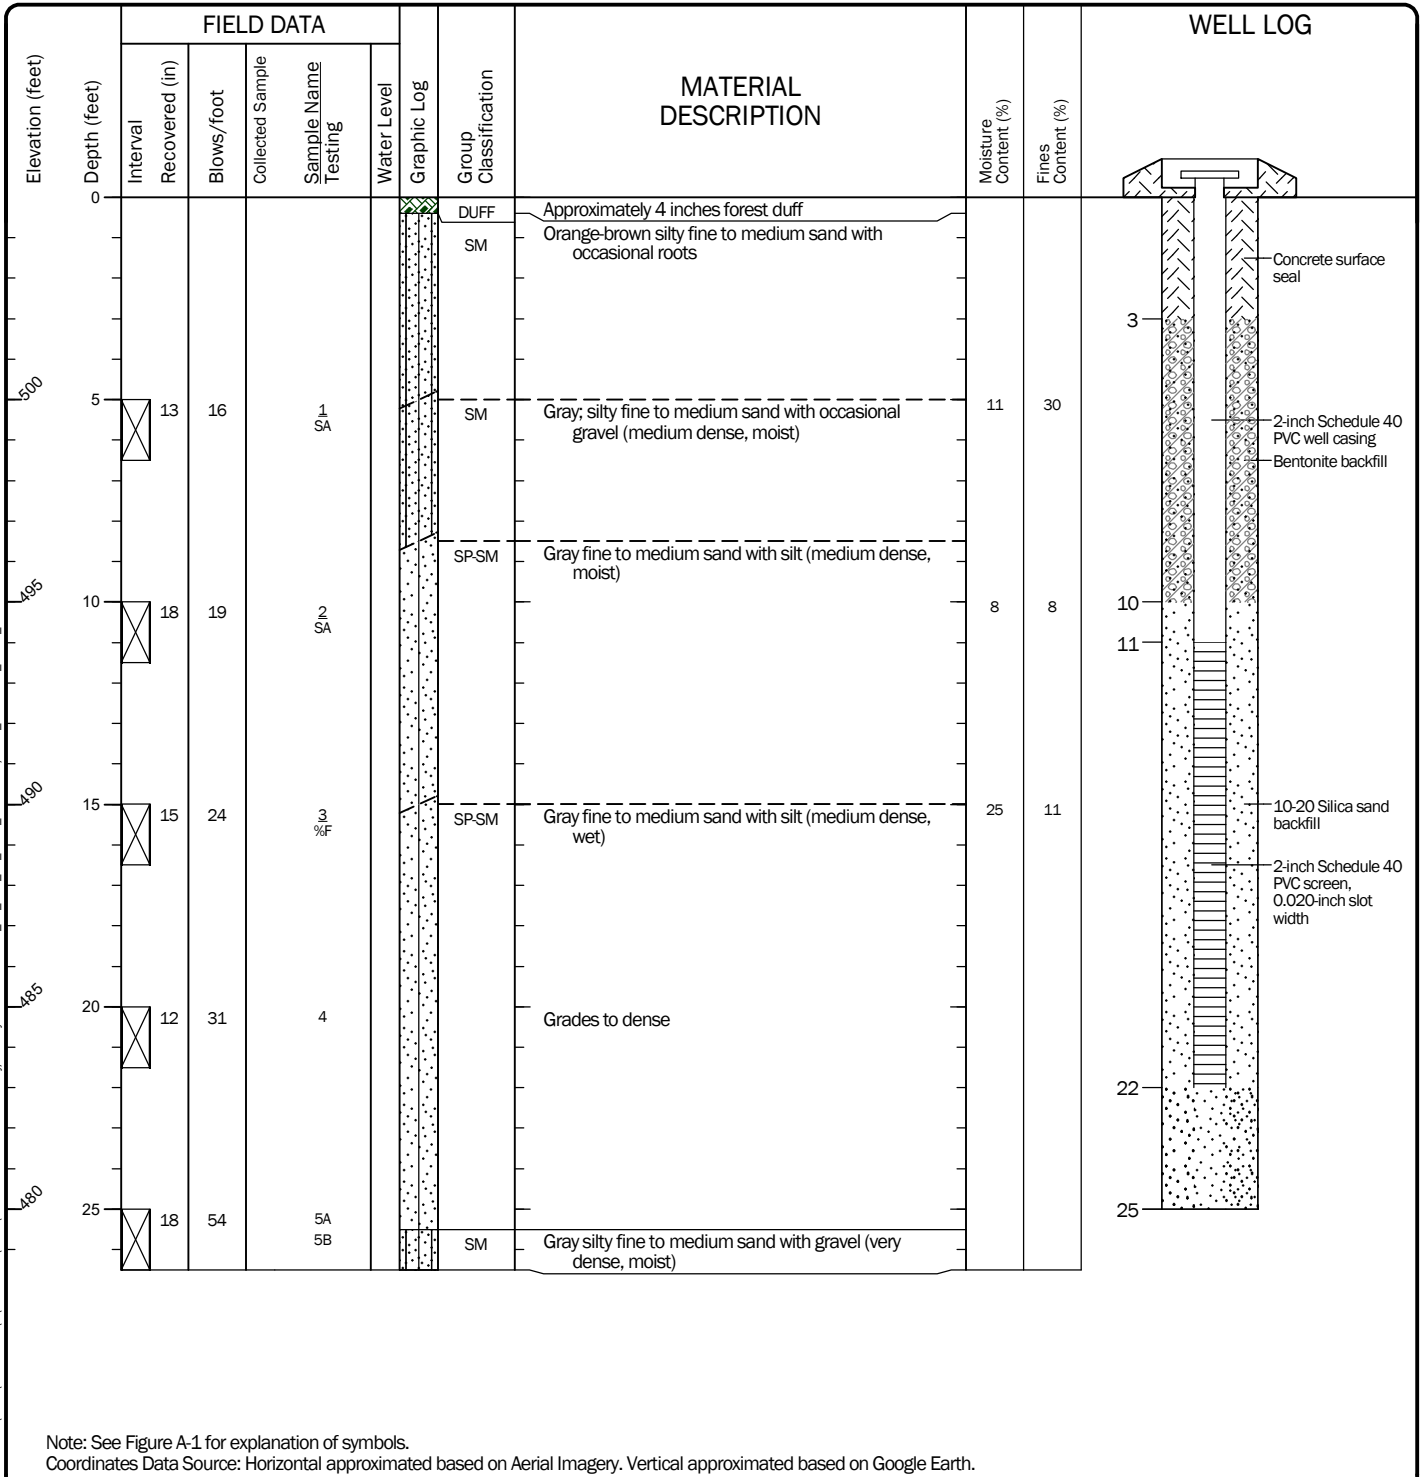 FIELD DATA
WELL LOG
Elevation (feet)
Depth (feet)
Interval
Recovered (in)
Blows/foot
Collected Sample
Sample Name
Testing
Water Level
Graphic Log
Group
Classification
MATERIAL
DESCRIPTION
Moisture
Content (%)
Fines
Content (%)
0
DUFF
Approximately 4 inches forest duff
SM
Orange-brown silty fine to medium sand with
occasional roots
Concrete surface
seal
3
500
5
13
16
1
SA
SM
Gray; silty fine to medium sand with occasional
gravel (medium dense, moist)
11
30
2-inch Schedule 40
PVC well casing
Bentonite backfill
SP-SM
Gray fine to medium sand with silt (medium dense,
moist)
495
10
18
19
2
SA
8
8
10
11
490
15
15
24
3
%F
SP-SM
Gray fine to medium sand with silt (medium dense,
wet)
25
11
10-20 Silica sand
backfill
2-inch Schedule 40
PVC screen,
0.020-inch slot
width
485
20
12
31
4
Grades to dense
22
480
25
18
54
5A
5B
SM
Gray silty fine to medium sand with gravel (very
dense, moist)
25
Note: See Figure A-1 for explanation of symbols.
Coordinates Data Source: Horizontal approximated based on Aerial Imagery. Vertical approximated based on Google Earth.